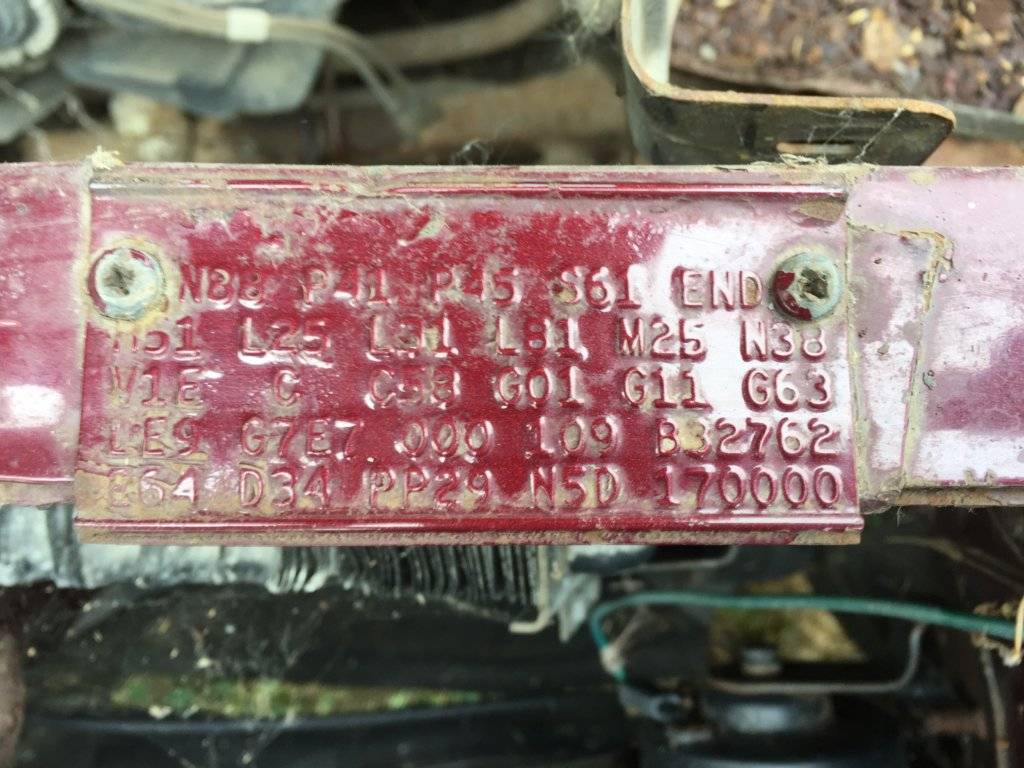 N88 P41 P45 S61 END
H51 L25 L31 L81 M25 N38
V1E C C58 G01 G11 G63
LE9 G7E7 000 109 B32762
E64 D34 PP29 N5D 170000